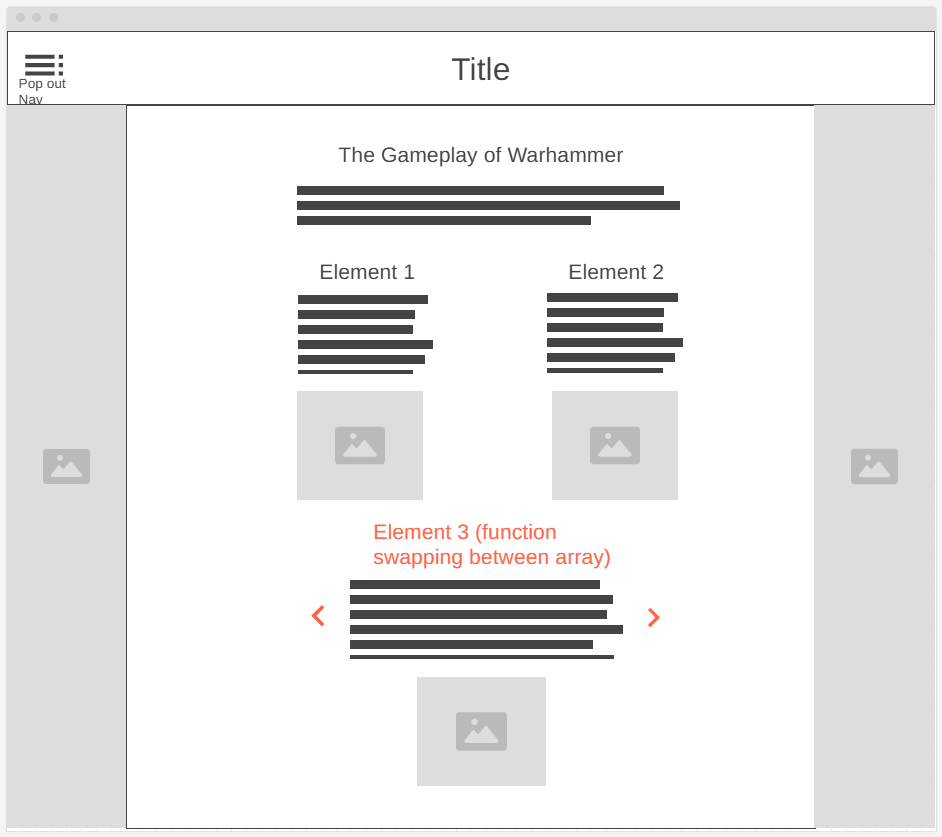 Title
Pop out
Nav
The Gameplay of Warhammer
Element 1
Element 2
Element 3 (function
swapping between array)